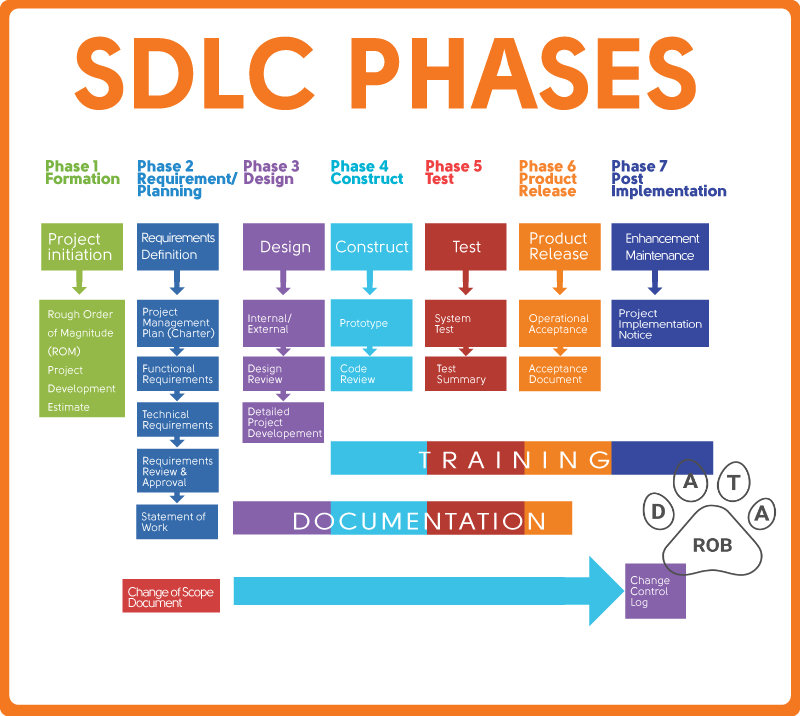 SDLC PHASES
Phase 1
Formation
Phase 2
Requirement/
Planning
Phase 3
Design
Phase 4
Construct
Phase 5
Test
Phase 6
Product
Release
Phase 7
Post
Implementation
Project
initiation
Requirements
Definition
Design
Construct
Test
Product
Release
Enhancement
Maintenance
Rough Order
of Magnitude
(ROM)
Project
Development
Estimate
Project
Management
Plan (Charter)
Internal/
External
Prototype
System
Test
Operational
Acceptance
Project
Implementation
Notice
Functional
Requirements
Design
Review
Code
Review
Test
Summary
Acceptance
Document
Technical
Requirements
Detailed
Project
Developement
Requirements
Review &
Approval
TRAINING
Statement of
Work
DOCUMENTATION
DATA
ROB
Change of Scope
Document
Change
Control
Log